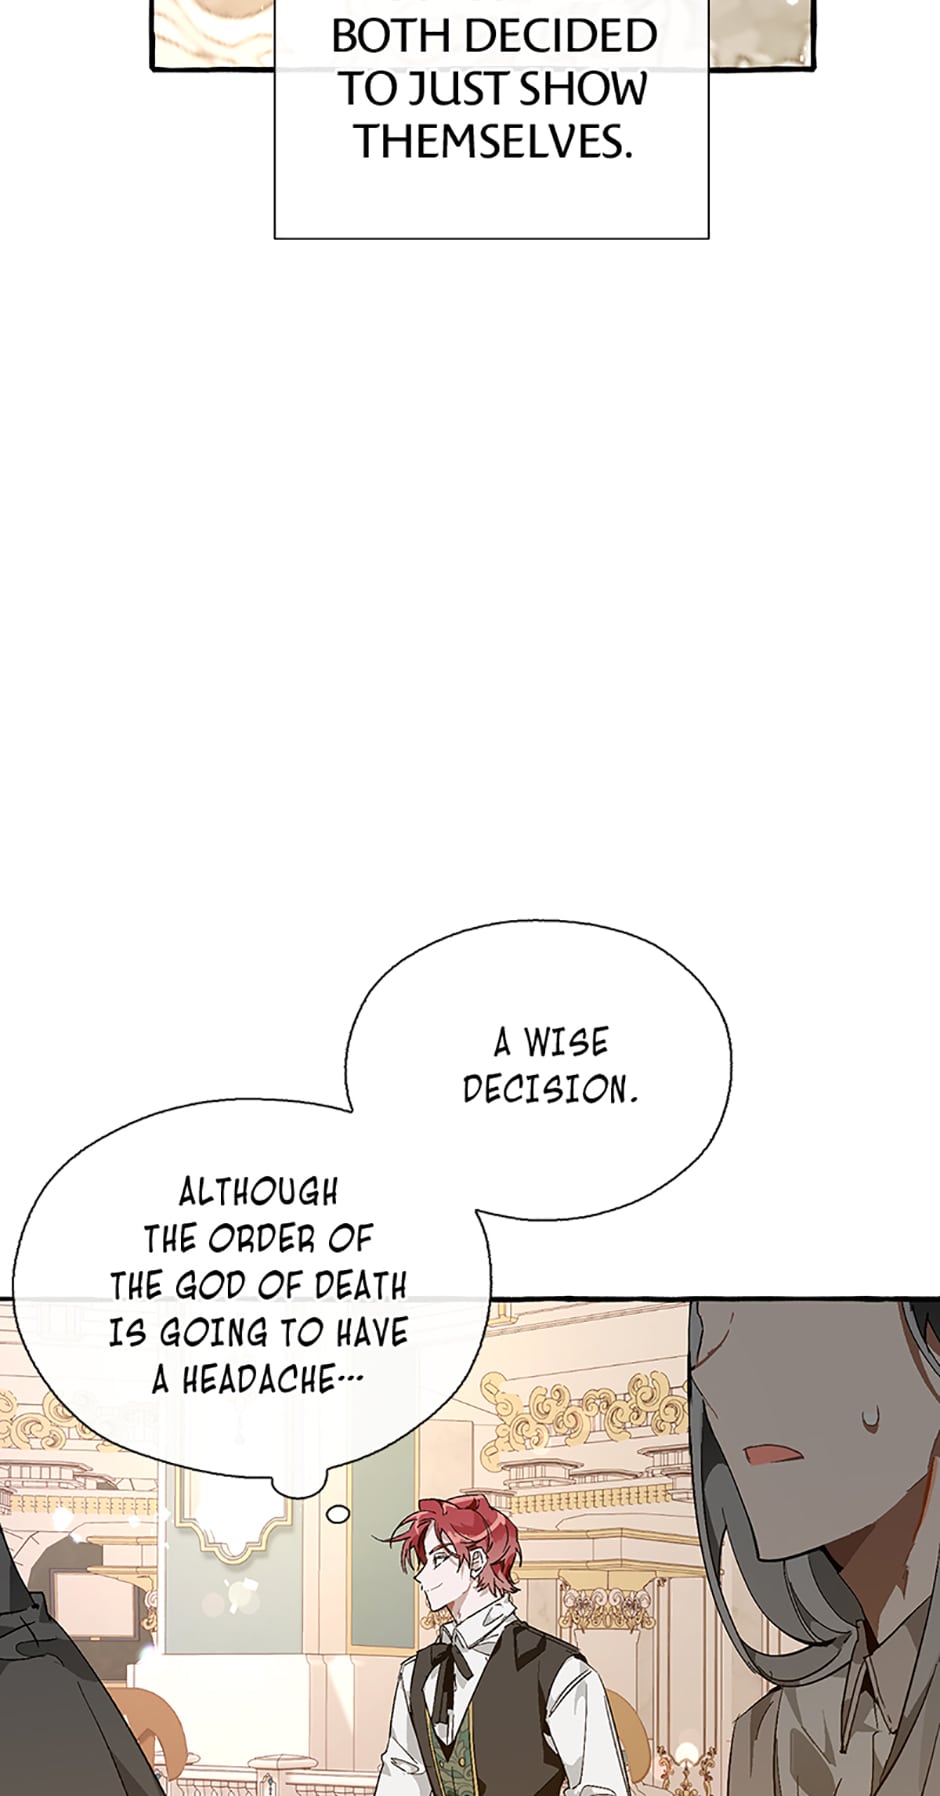 BOTH DECIDED
TO JUST SHOW
THEMSELVES.
A WISE
DECISION.
ALTHOUGH
THE ORDER OF
THE GOD OF DEATH
IS GOING TO HAVE
A HEADACHE...